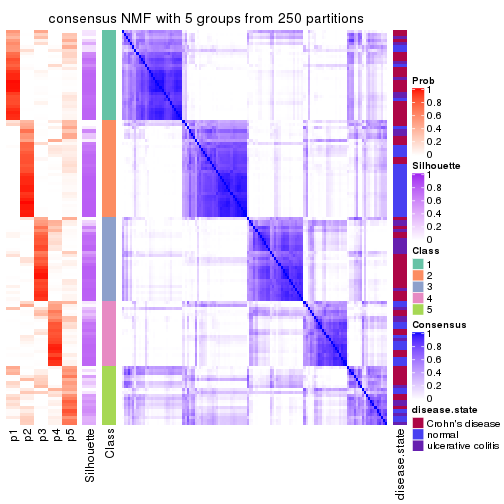 consensus NMF with 5 groups from 250 partitions
p1
p2
p3
p4
p5
Silhouette
Class
disease.state
Prob
1
0.8
0.6
0.4
0.2
0
Silhouette
1
0.8
0.6
0.4
0.2
0
Class
1
2
3
4
5
Consensus
1
0.8
0.6
0.4
0.2
0
disease.state
Crohn's disease
normal
ulcerative colitis